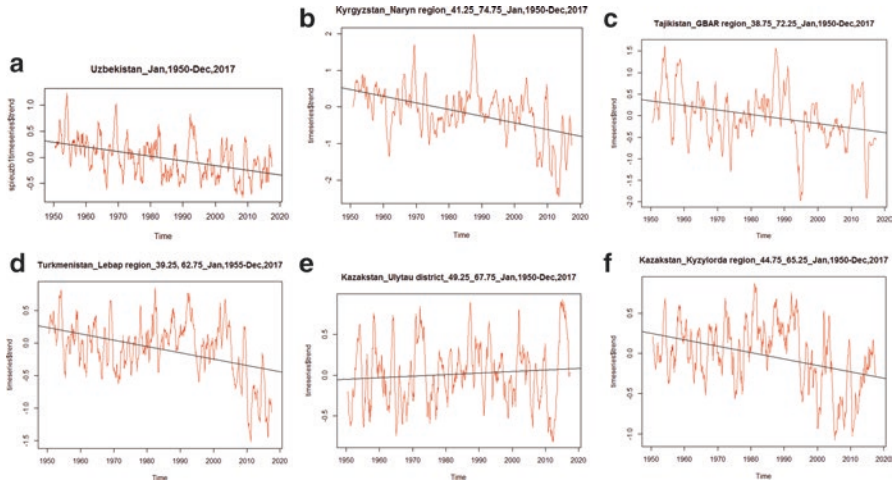 a
Uzbekistan_Jan,1950-Dec,2017
1.0
0.5
0.0
-0.5
1950 1960 1970 1980 1990 2000 2010 2020
Time
b
Kyrgyzstan_Naryn region_41.25_74.75_Jan,1950-Dec,2017
timeseries$trend
2
1
0
-1
-2
1950 1960 1970 1980 1990 2000 2010 2020
Time
c
Tajikistan_GBAR region_38.75_72.25_Jan,1950-Dec,2017
timeseries$trend
1.5
1.0
0.5
0.0
-0.5
-1.0
-1.5
-2.0
1950 1960 1970 1980 1990 2000 2010 2020
Time
d
Turkmenistan_Lebap region_39.25, 62.75_Jan,1955-Dec,2017
timeseries$trend
0.5
0.0
-0.5
-1.0
-1.5
1950 1960 1970 1980 1990 2000 2010 2020
Time
e
Kazakstan_Ulytau district_49.25_67.75_Jan,1950-Dec,2017
timeseries$trend
0.5
0.0
-0.5
1950 1960 1970 1980 1990 2000 2010 2020
Time
f
Kazakstan_Kyzylorda region_44.75_65.25_Jan,1950-Dec,2017
timeseries$trend
0.5
0.0
-0.5
-1.0
1950 1960 1970 1980 1990 2000 2010 2020
Time